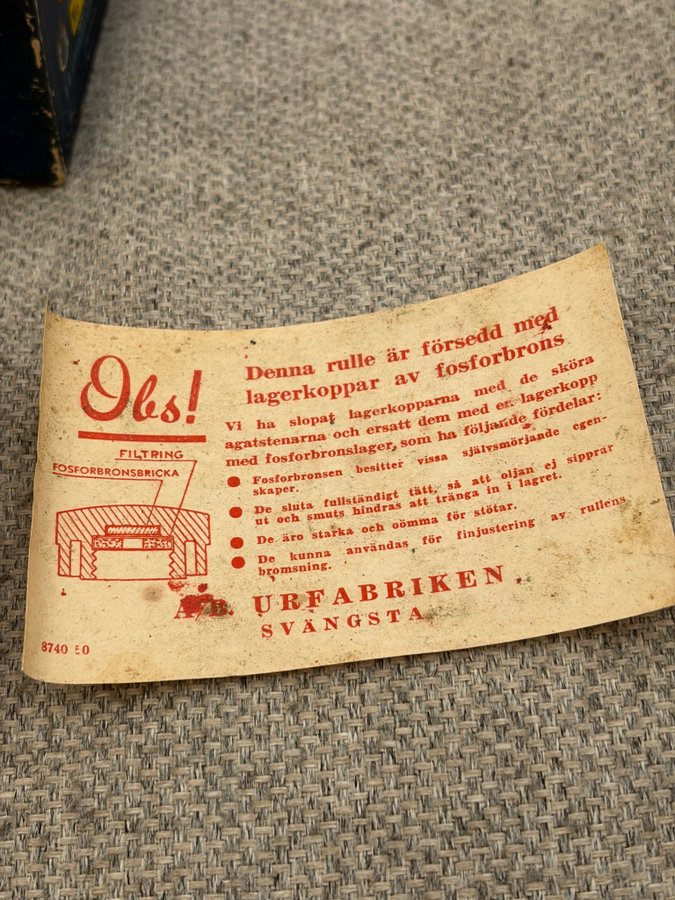 Obs!
Denna rulle är försedd med
lagerkoppar av fosforbrons
Vi ha slopat lagerkopparna med de sköra
agatstenarna och ersatt dem med en lagerkopp
med fosforbronslager, som ha följande fördelar:
● Fosforbronsen besitter vissa självsmörjande egen-
skaper.
● De sluta fullständigt tätt, så att oljan ej sipprar
ut och smuts hindras att tränga in i lagret.
● De äro starka och oömma för stötar.
● De kunna användas för finjustering av rullens
bromsning.
FILTRING
FOSFORBRONSBRICKA
A/B. URFABRIKEN
SVÄNGSTA
8740